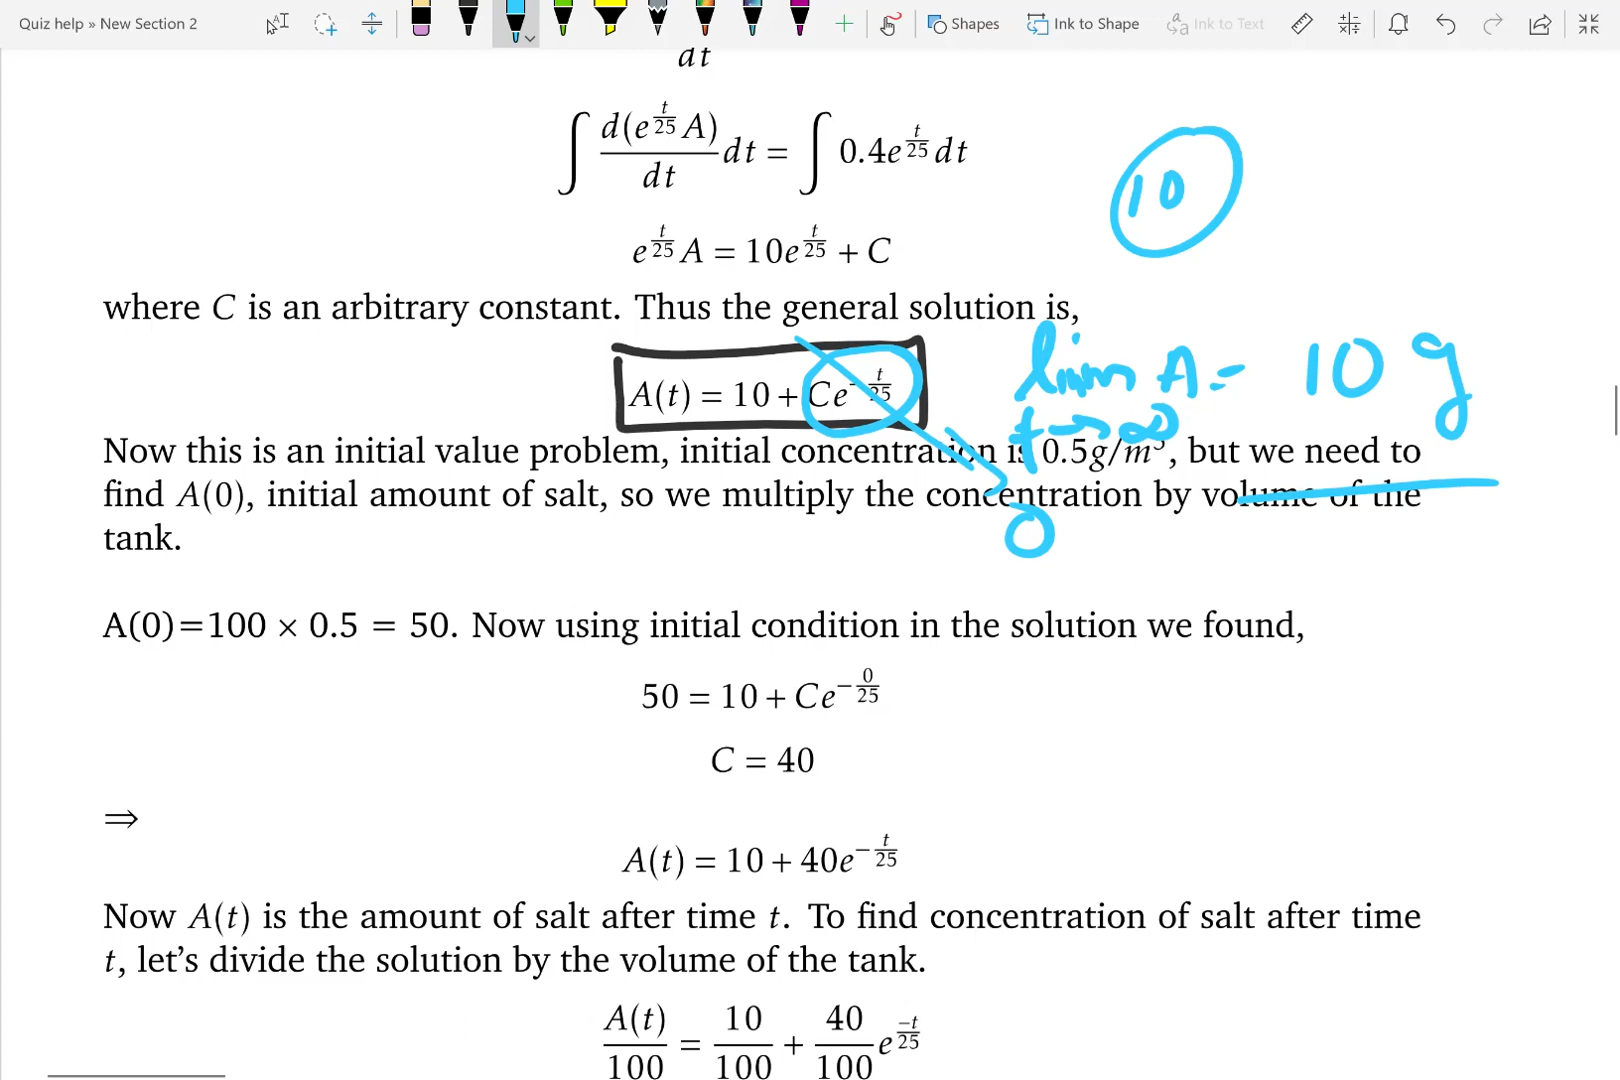 Quiz help » New Section 2
Shapes
Ink to Shape
Ink to Text
dt
∫ d(e^{t/25} A)/dt dt = ∫ 0.4e^{t/25} dt
10
e^{t/25} A = 10e^{t/25} + C
where C is an arbitrary constant. Thus the general solution is,
A(t) = 10 + Ce^{-t/25}
lim A = 10 g
t→∞
Now this is an initial value problem, initial concentration is 0.5g/m³, but we need to
find A(0), initial amount of salt, so we multiply the concentration by volume of the
0
tank.
A(0)=100 × 0.5 = 50. Now using initial condition in the solution we found,
50 = 10 + Ce^{-0/25}
C = 40
⇒
A(t) = 10 + 40e^{-t/25}
Now A(t) is the amount of salt after time t. To find concentration of salt after time
t, let's divide the solution by the volume of the tank.
A(t)/100 = 10/100 + 40/100 e^{-t/25}